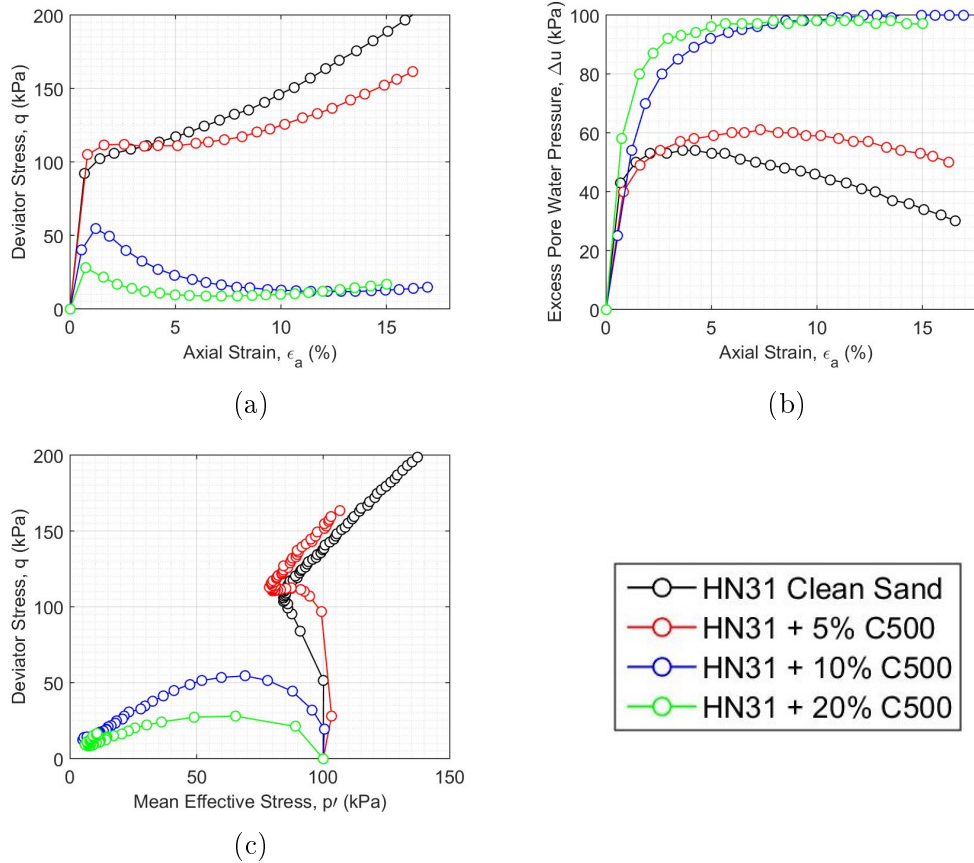 200
150
100
50
0
Deviator Stress, q (kPa)
0 5 10 15
Axial Strain, ϵa (%)
(a)
100
80
60
40
20
0
Excess Pore Water Pressure, Δu (kPa)
0 5 10 15
Axial Strain, ϵa (%)
(b)
200
150
100
50
0
Deviator Stress, q (kPa)
0 50 100 150
Mean Effective Stress, p′ (kPa)
(c)
HN31 Clean Sand
HN31 + 5% C500
HN31 + 10% C500
HN31 + 20% C500